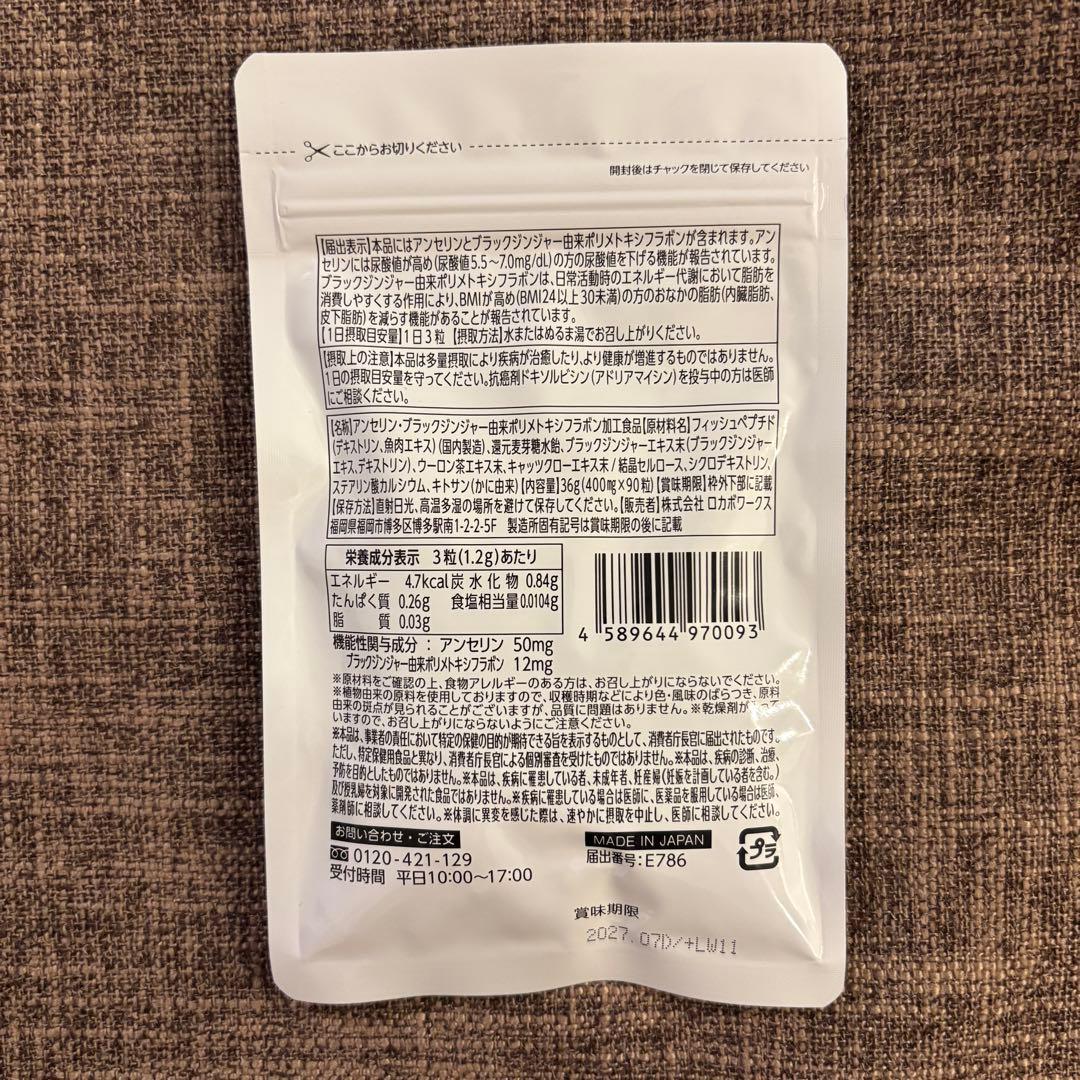 ここからお切りください
開封後はチャックを閉じて保存してください
【届出表示】本品にはアンセリンとブラックジンジャー由来ポリメトキシフラボンが含まれます。アン
セリンには尿酸値が高め(尿酸値5.5～7.0mg/dL)の方の尿酸値を下げる機能が報告されています。
ブラックジンジャー由来ポリメトキシフラボンは、日常活動時のエネルギー代謝において脂肪を
消費しやすくする作用により、BMIが高め(BMI24以上30未満)の方のおなかの脂肪(内臓脂肪、
皮下脂肪)を減らす機能があることが報告されています。
【1日摂取目安量】1日3粒 【摂取方法】水またはぬるま湯でお召し上がりください。
【摂取上の注意】本品は多量摂取により疾病が治癒したり、より健康が増進するものではありません。
1日の摂取目安量を守ってください。抗癌剤ドキソルビシン(アドリアマイシン)を投与中の方は医師
にご相談ください。
【名称】アンセリン・ブラックジンジャー由来ポリメトキシフラボン加工食品【原材料名】フィッシュペプチド
(デキストリン、魚肉エキス)(国内製造)、還元麦芽糖水飴、ブラックジンジャーエキス末(ブラックジンジャー
エキス、デキストリン)、ウーロン茶エキス末、キャッツクローエキス末/結晶セルロース、シクロデキストリン、
ステアリン酸カルシウム、キトサン(かに由来)【内容量】36g(400mg×90粒)【賞味期限】枠外下部に記載
【保存方法】直射日光、高温多湿の場所を避けて保存してください。【販売者】株式会社 ロカボワークス
福岡県福岡市博多区博多駅南1-2-2-5F 製造所固有記号は賞味期限の後に記載
栄養成分表示 3粒(1.2g)あたり
エネルギー 4.7kcal 炭水化物 0.84g
たんぱく質 0.26g 食塩相当量 0.0104g
脂質 0.03g
4 589644 970093
機能性関与成分：アンセリン 50mg
ブラックジンジャー由来ポリメトキシフラボン 12mg
※原材料をご確認の上、食物アレルギーのある方は、お召し上がりにならないでください。
※植物由来の原料を使用しておりますので、収穫時期などにより色・風味のばらつき、原料
由来の斑点が見られることがございますが、品質に問題はありません。※乾燥剤が
いますので、お召し上がりにならないようにご注意ください。
※本品は、事業者の責任において特定の保健の目的が期待できる旨を表示するものとして、消費者庁長官に届出されたものです。
ただし、特定保健用食品と異なり、消費者庁長官による個別審査を受けたものではありません。※本品は、疾病の診断、治療、
予防を目的としたものではありません。※本品は、疾病に罹患している者、未成年者、妊産婦(妊娠を計画している者を含む。)
及び授乳婦を対象に開発された食品ではありません。※疾病に罹患している場合は医師に、医薬品を服用している場合は医師、
薬剤師に相談してください。※体調に異変を感じた際は、速やかに摂取を中止し、医師に相談してください。
お問い合わせ・ご注文
0120-421-129
受付時間 平日10:00～17:00
MADE IN JAPAN
届出番号：E786
プラ
賞味期限
2027.07D/+LW11